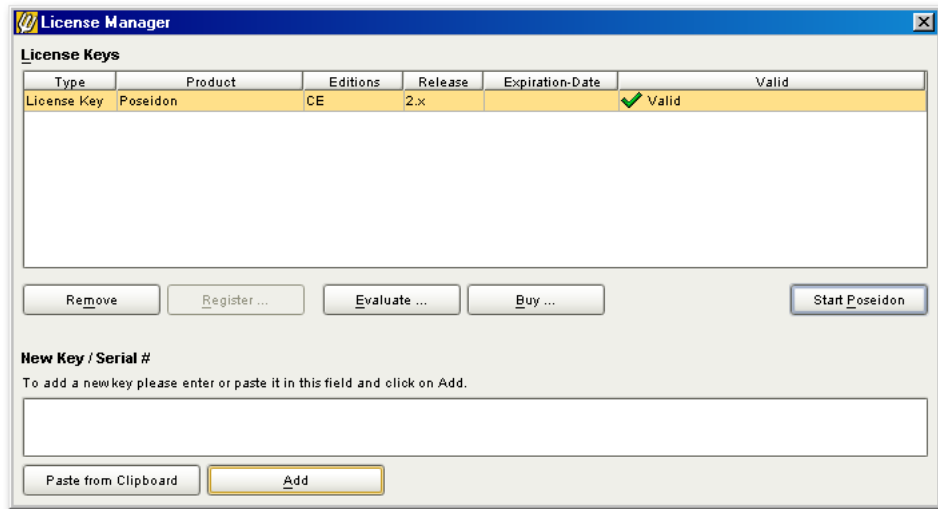 License Manager
License Keys
Type Product Editions Release Expiration-Date Valid
License Key Poseidon CE 2.x Valid
Remove Register ... Evaluate ... Buy ... Start Poseidon
New Key / Serial #
To add a new key please enter or paste it in this field and click on Add.
Paste from Clipboard Add